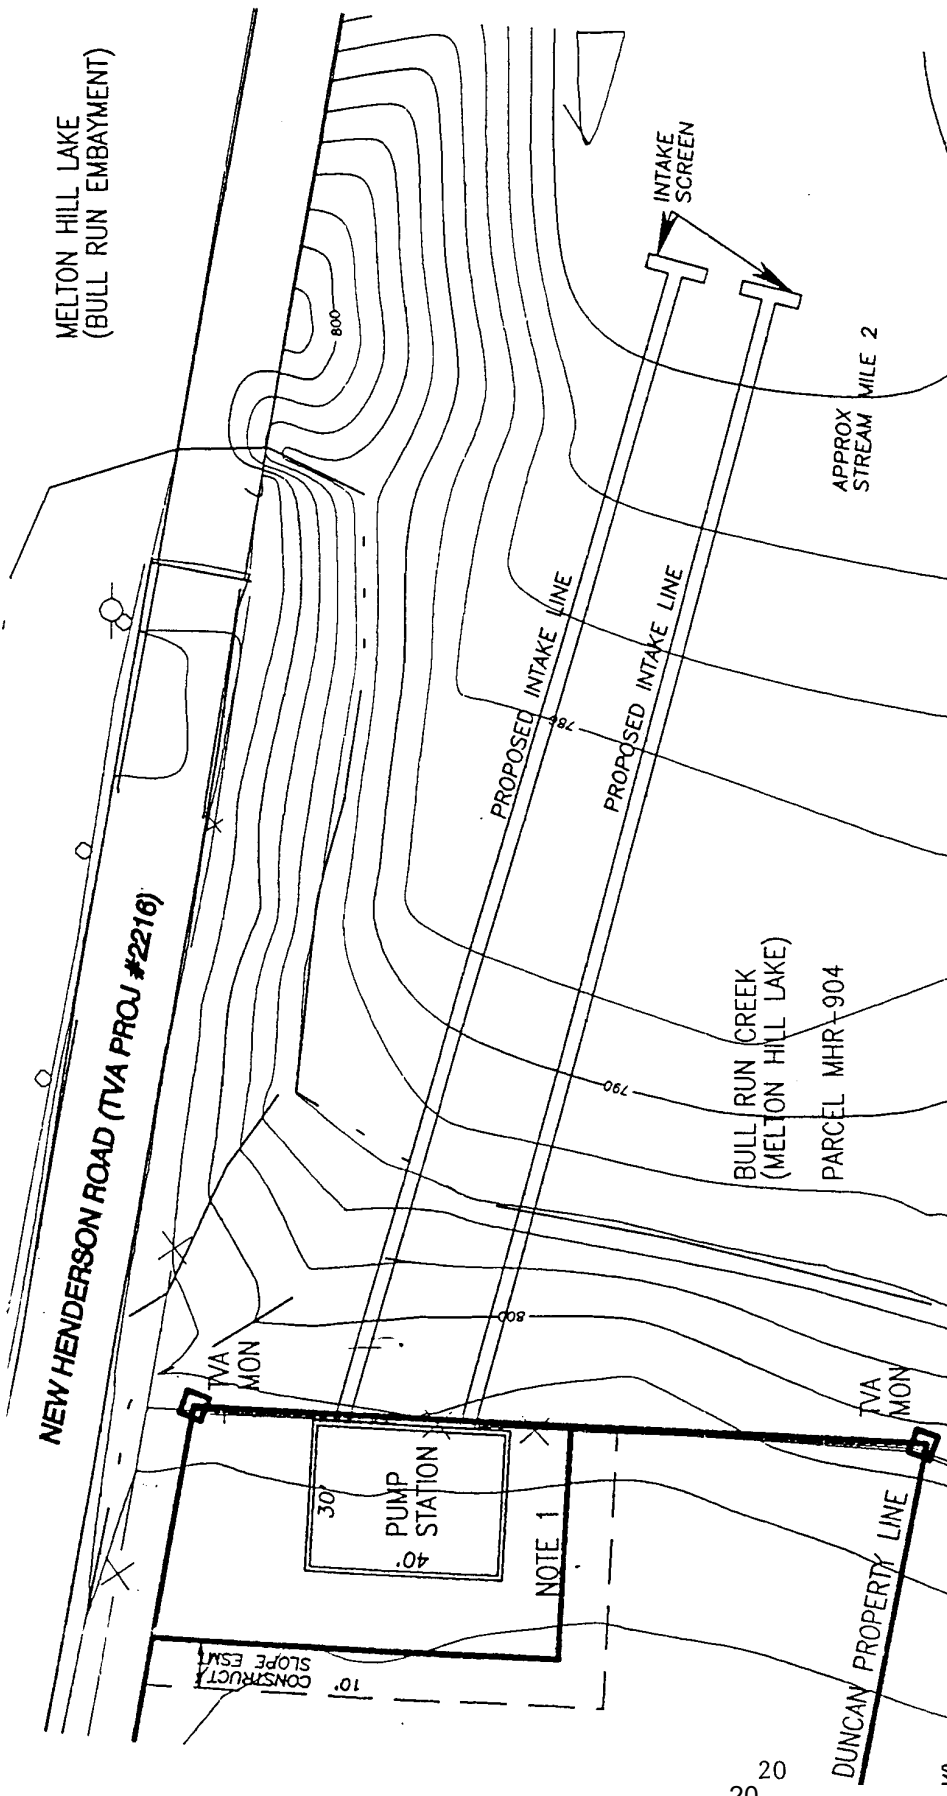 MELTON HILL LAKE
(BULL RUN EMBAYMENT)
800
INTAKE
SCREEN
APPROX
STREAM MILE 2
PROPOSED INTAKE LINE
PROPOSED INTAKE LINE
NEW HENDERSON ROAD (TVA PROJ #2216)
790
BULL RUN CREEK
(MELTON HILL LAKE)
PARCEL MHR-904
800
TVA
MON
TVA
MON
30'
PUMP
STATION
40'
NOTE 1
CONSTRUCT
SLOPE ESMT
10'
DUNCAN PROPERTY LINE
20
20